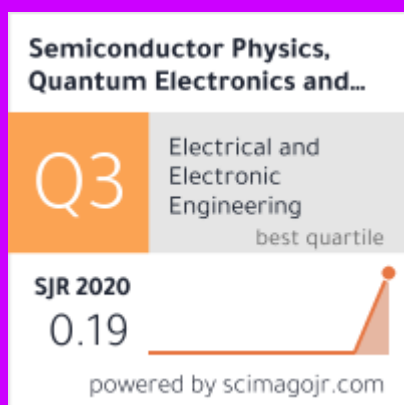 Semiconductor Physics,
Quantum Electronics and...
Q3
Electrical and
Electronic
Engineering
best quartile
SJR 2020
0.19
powered by scimagojr.com